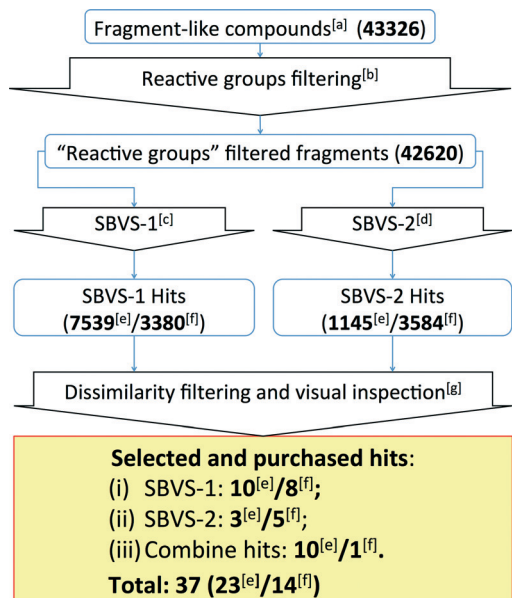 Fragment-like compounds[a] (43326)
Reactive groups filtering[b]
“Reactive groups” filtered fragments (42620)
SBVS-1[c]
SBVS-2[d]
SBVS-1 Hits
(7539[e]/3380[f])
SBVS-2 Hits
(1145[e]/3584[f])
Dissimilarity filtering and visual inspection[g]
Selected and purchased hits:
(i) SBVS-1: 10[e]/8[f];
(ii) SBVS-2: 3[e]/5[f];
(iii) Combine hits: 10[e]/1[f].
Total: 37 (23[e]/14[f])